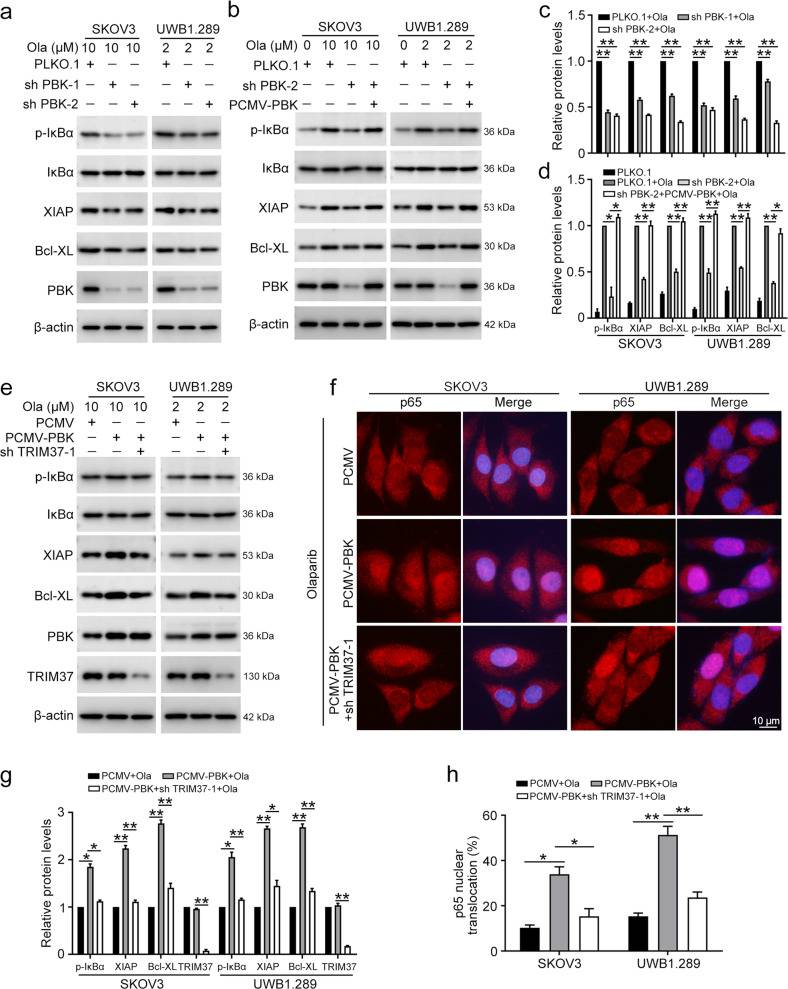 a
SKOV3 UWB1.289
Ola (μM) 10 10 10 2 2 2
PLKO.1 + – – + – –
sh PBK-1 – + – – + –
sh PBK-2 – – + – – +
p-IκBα
IκBα
XIAP
Bcl-XL
PBK
β-actin
b
SKOV3 UWB1.289
Ola (μM) 0 10 10 10 0 2 2 2
PLKO.1 + + – – + + – –
sh PBK-2 – – + + – – + +
PCMV-PBK – – – + – – – +
p-IκBα 36 kDa
IκBα 36 kDa
XIAP 53 kDa
Bcl-XL 30 kDa
PBK 36 kDa
β-actin 42 kDa
c
PLKO.1+Ola sh PBK-1+Ola
sh PBK-2+Ola
Relative protein levels
1.0
0.5
0.0
** ** ** ** ** **
** ** ** ** ** **
d
PLKO.1
PLKO.1+Ola sh PBK-2+Ola
sh PBK-2+PCMV-PBK+Ola
Relative protein levels
1.0
0.5
0.0
* ** ** ** ** *
* ** ** ** ** **
p-IκBα XIAP Bcl-XL p-IκBα XIAP Bcl-XL
SKOV3 UWB1.289
e
SKOV3 UWB1.289
Ola (μM) 10 10 10 2 2 2
PCMV + – – + – –
PCMV-PBK – + + – + +
sh TRIM37-1 – – + – – +
p-IκBα 36 kDa
IκBα 36 kDa
XIAP 53 kDa
Bcl-XL 30 kDa
PBK 36 kDa
TRIM37 130 kDa
β-actin 42 kDa
f
SKOV3 UWB1.289
p65 Merge p65 Merge
Olaparib
PCMV
PCMV-PBK
PCMV-PBK
+sh TRIM37-1
10 μm
g
PCMV+Ola PCMV-PBK+Ola
PCMV-PBK+sh TRIM37-1+Ola
Relative protein levels
3
2
1
0
* * ** ** ** ** ** * ** ** * ** ** ** **
p-IκBα XIAP Bcl-XL TRIM37 p-IκBα XIAP Bcl-XL TRIM37
SKOV3 UWB1.289
h
PCMV+Ola PCMV-PBK+Ola
PCMV-PBK+sh TRIM37-1+Ola
p65 nuclear
translocation (%)
60
40
20
0
* * ** **
SKOV3 UWB1.289